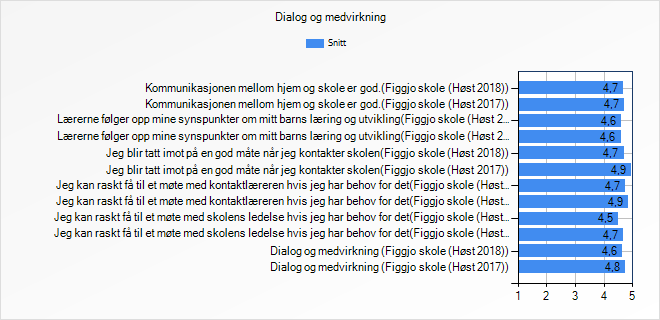 Dialog og medvirkning
Snitt
Kommunikasjonen mellom hjem og skole er god.(Figgjo skole (Høst 2018)) 4,7
Kommunikasjonen mellom hjem og skole er god.(Figgjo skole (Høst 2017)) 4,7
Lærerne følger opp mine synspunkter om mitt barns læring og utvikling(Figgjo skole (Høst 2... 4,6
Lærerne følger opp mine synspunkter om mitt barns læring og utvikling(Figgjo skole (Høst 2... 4,6
Jeg blir tatt imot på en god måte når jeg kontakter skolen(Figgjo skole (Høst 2018)) 4,7
Jeg blir tatt imot på en god måte når jeg kontakter skolen(Figgjo skole (Høst 2017)) 4,9
Jeg kan raskt få til et møte med kontaktlæreren hvis jeg har behov for det(Figgjo skole (Høst... 4,7
Jeg kan raskt få til et møte med kontaktlæreren hvis jeg har behov for det(Figgjo skole (Høst... 4,9
Jeg kan raskt få til et møte med skolens ledelse hvis jeg har behov for det(Figgjo skole (Høst... 4,5
Jeg kan raskt få til et møte med skolens ledelse hvis jeg har behov for det(Figgjo skole (Høst... 4,7
Dialog og medvirkning (Figgjo skole (Høst 2018)) 4,6
Dialog og medvirkning (Figgjo skole (Høst 2017)) 4,8
1 2 3 4 5